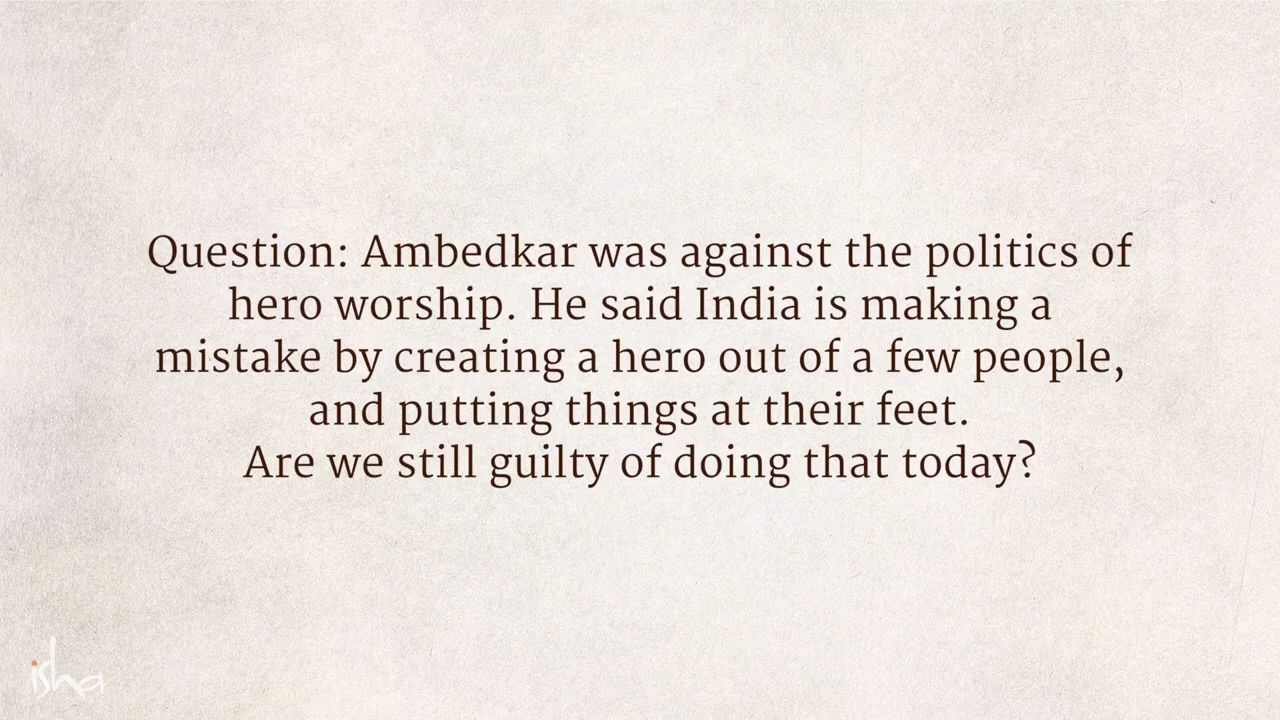 Question: Ambedkar was against the politics of
hero worship. He said India is making a
mistake by creating a hero out of a few people,
and putting things at their feet.
Are we still guilty of doing that today?
isha